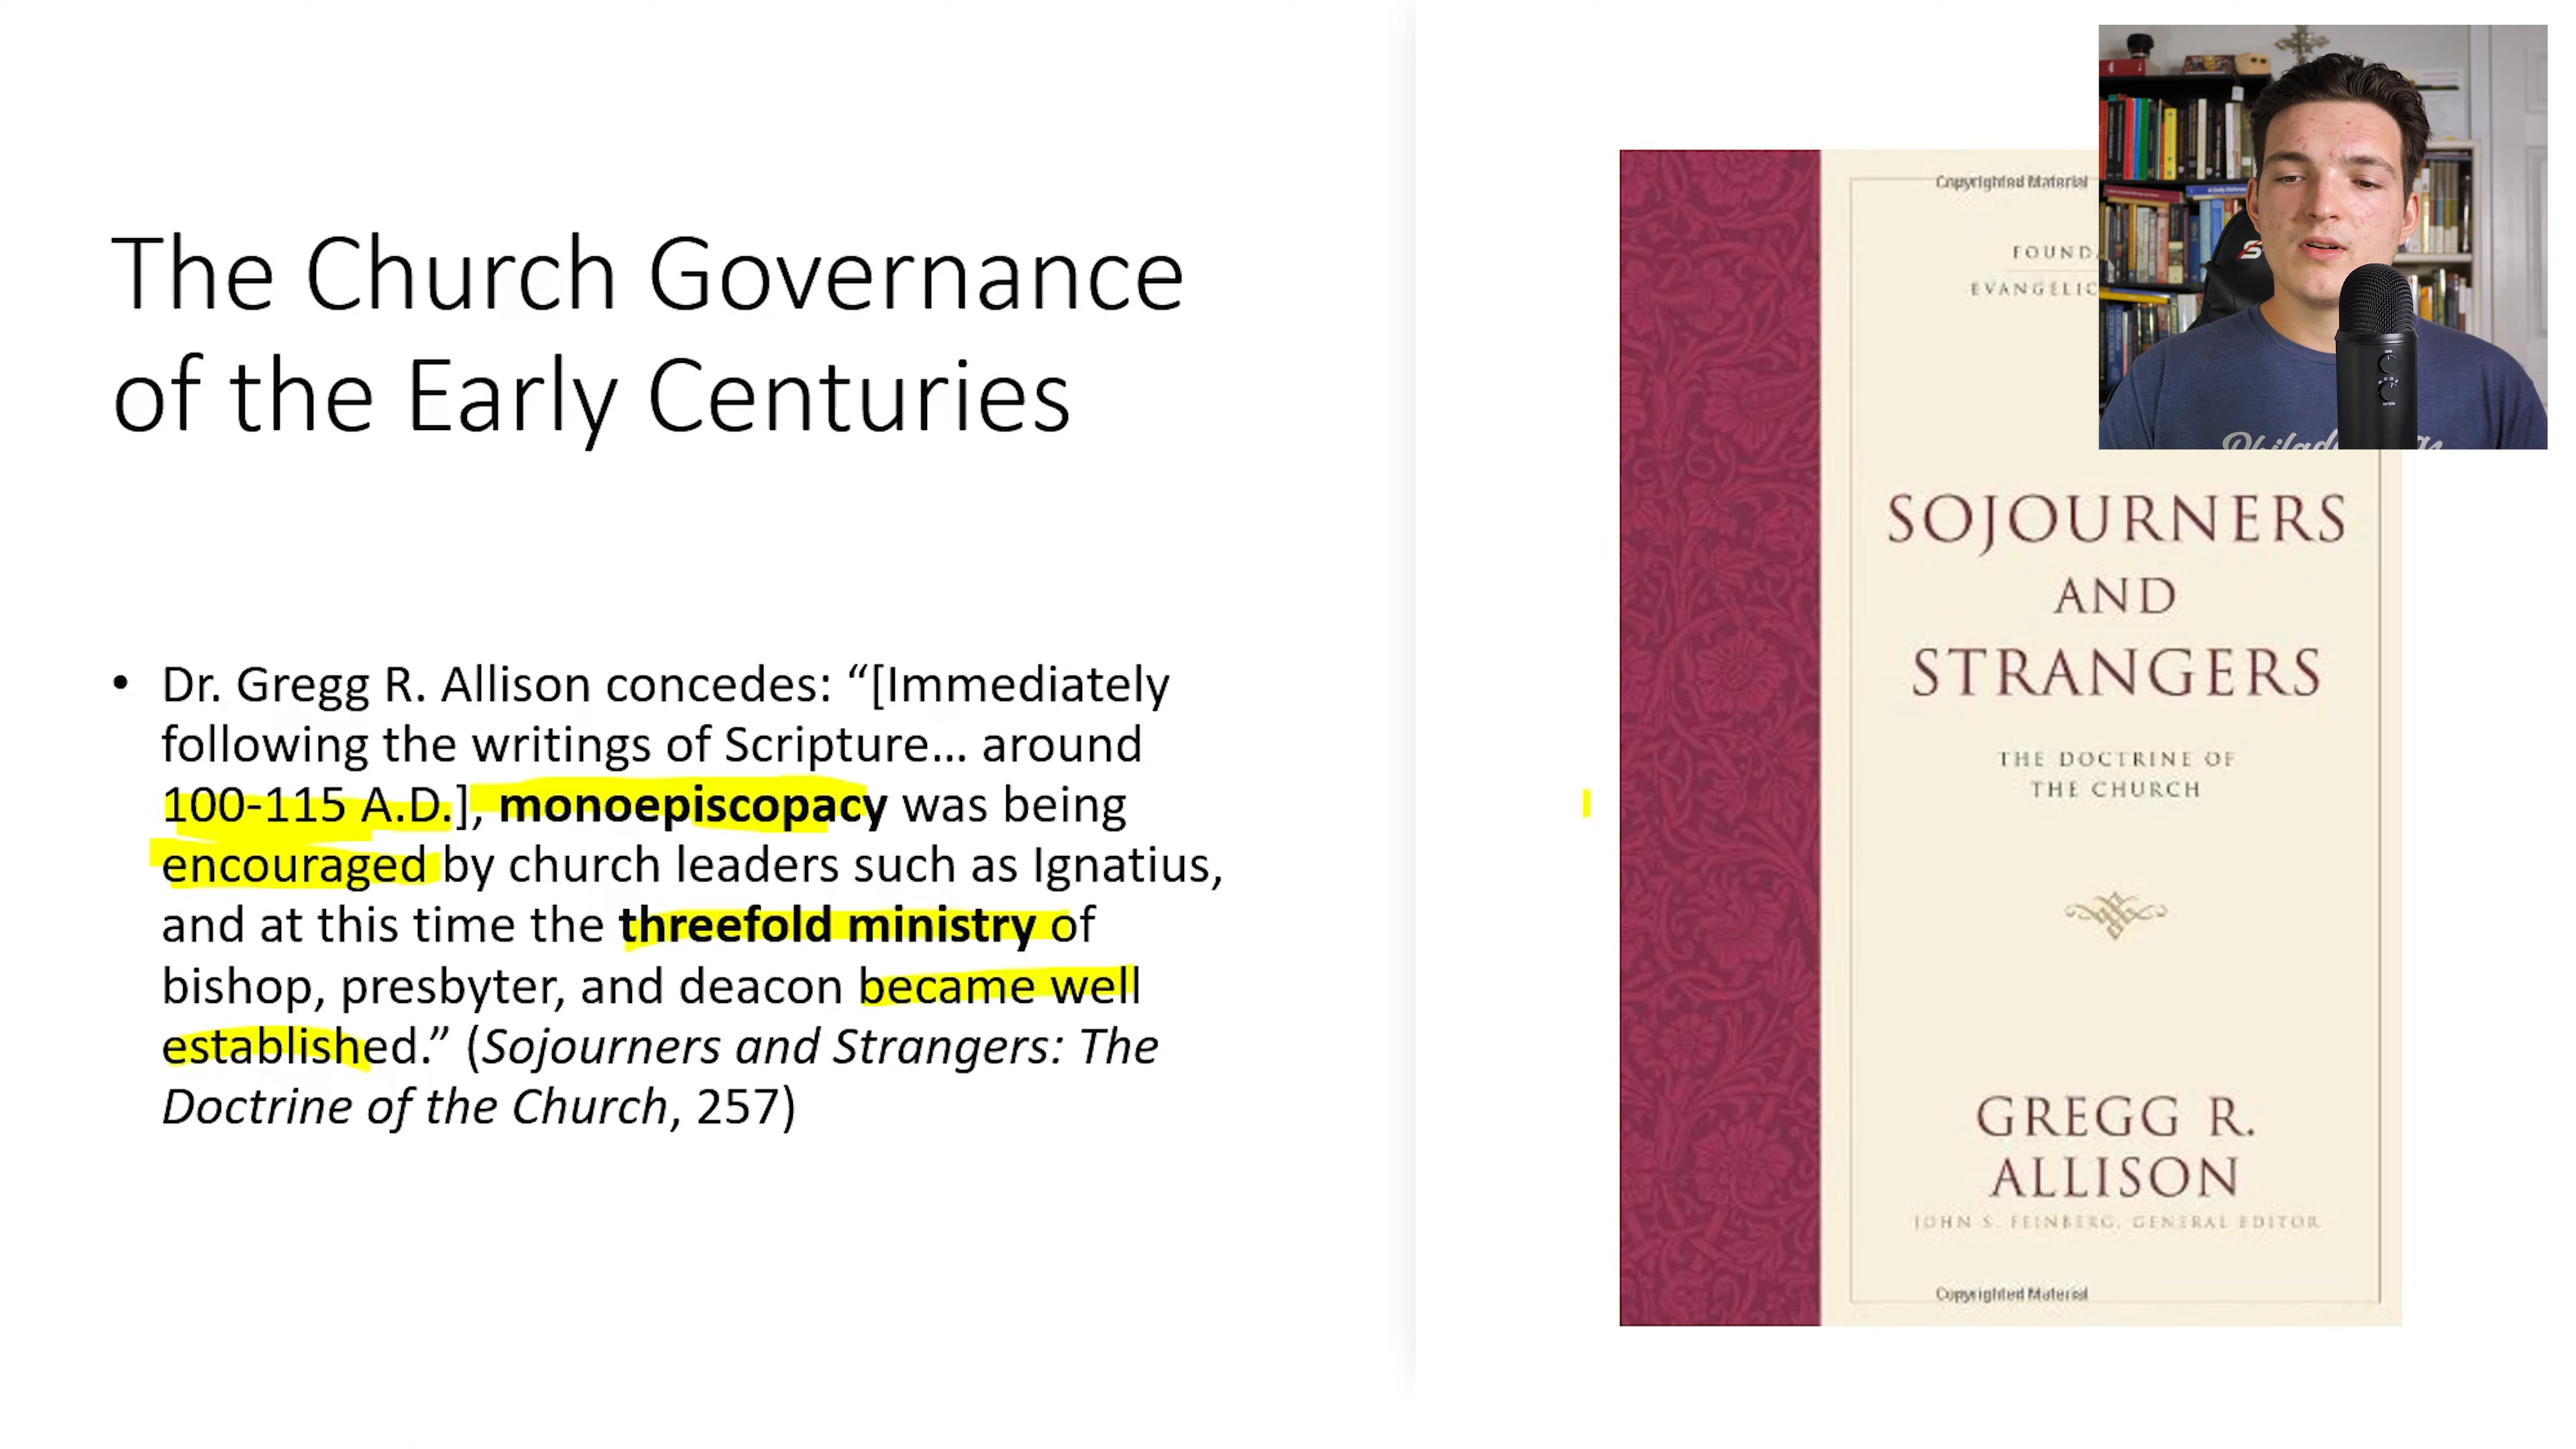 The Church Governance
of the Early Centuries
• Dr. Gregg R. Allison concedes: “[Immediately
following the writings of Scripture… around
100-115 A.D.], monoepiscopacy was being
encouraged by church leaders such as Ignatius,
and at this time the threefold ministry of
bishop, presbyter, and deacon became well
established.” (Sojourners and Strangers: The
Doctrine of the Church, 257)
Copyrighted Material
FOUND
EVANGELIC
SOJOURNERS
AND
STRANGERS
THE DOCTRINE OF
THE CHURCH
GREGG R.
ALLISON
JOHN S. FEINBERG, GENERAL EDITOR
Copyrighted Material